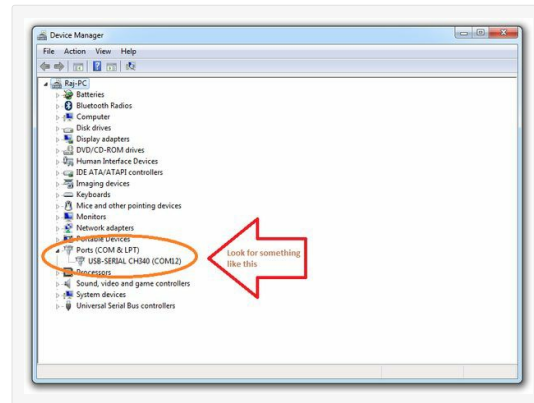 Device Manager
File Action View Help
Raj-PC
Batteries
Bluetooth Radios
Computer
Disk drives
Display adapters
DVD/CD-ROM drives
Human Interface Devices
IDE ATA/ATAPI controllers
Imaging devices
Keyboards
Mice and other pointing devices
Monitors
Network adapters
Portable Devices
Ports (COM & LPT)
USB-SERIAL CH340 (COM12)
Processors
Sound, video and game controllers
System devices
Universal Serial Bus controllers
Look for something
like this